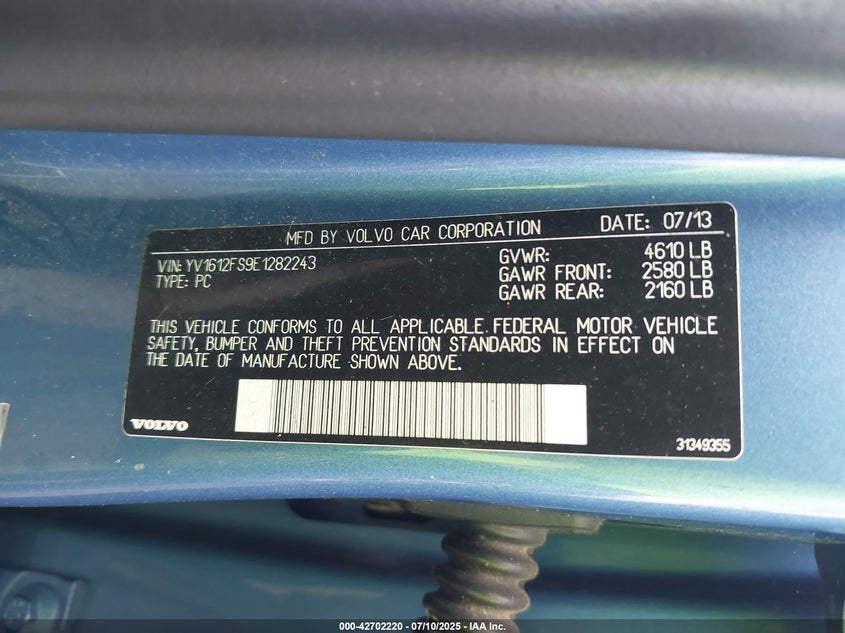 MFD BY VOLVO CAR CORPORATION DATE: 07/13
VIN: YV1612FS9E1282243
TYPE: PC
GVWR: 4610 LB
GAWR FRONT: 2580 LB
GAWR REAR: 2160 LB
THIS VEHICLE CONFORMS TO ALL APPLICABLE FEDERAL MOTOR VEHICLE
SAFETY, BUMPER AND THEFT PREVENTION STANDARDS IN EFFECT ON
THE DATE OF MANUFACTURE SHOWN ABOVE.
VOLVO
31349355
000-42702220 - 07/10/2025 - IAA Inc.